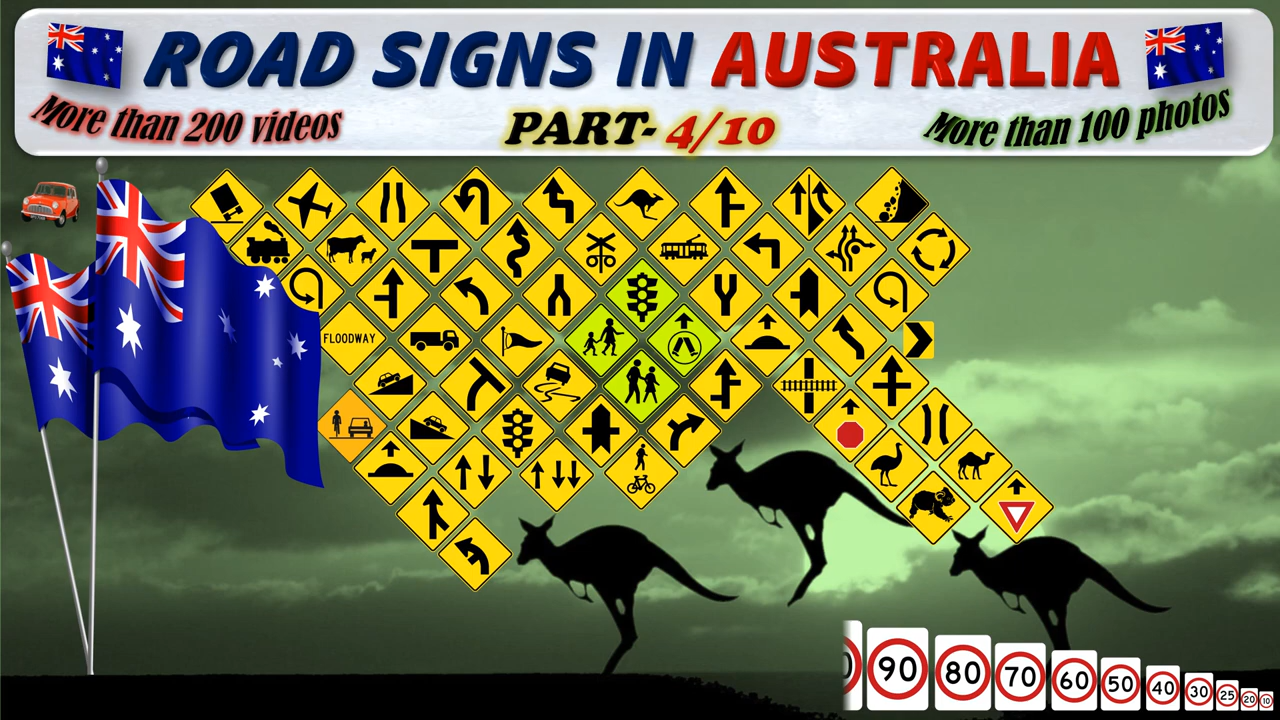 ROAD SIGNS IN AUSTRALIA
More than 200 videos
PART- 4/10
More than 100 photos
FLOODWAY
90 80 70 60 50 40 30 25 20 10